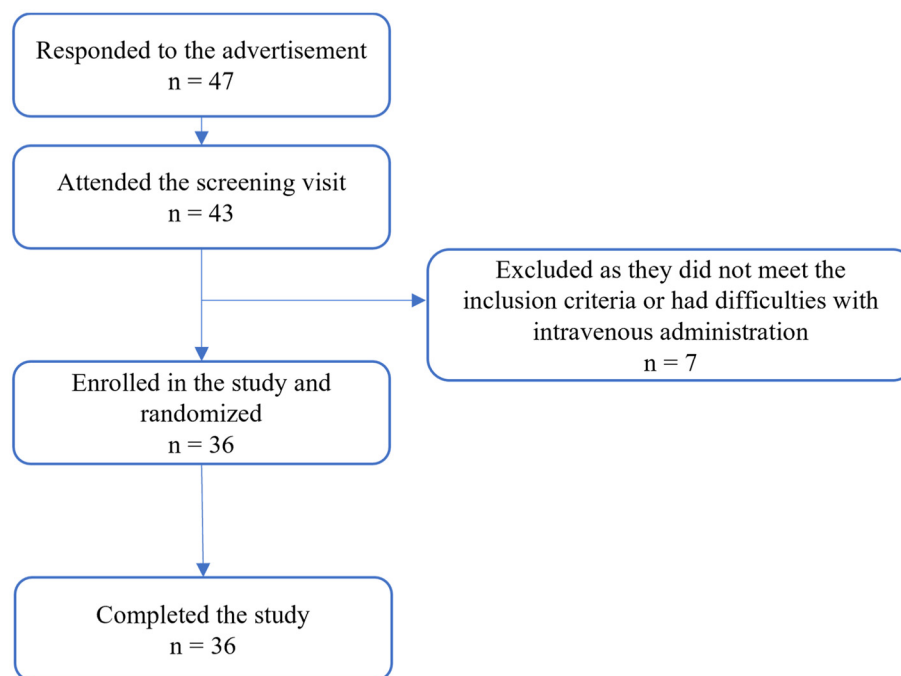 Responded to the advertisement
n = 47
Attended the screening visit
n = 43
Excluded as they did not meet the
inclusion criteria or had difficulties with
intravenous administration
n = 7
Enrolled in the study and
randomized
n = 36
Completed the study
n = 36